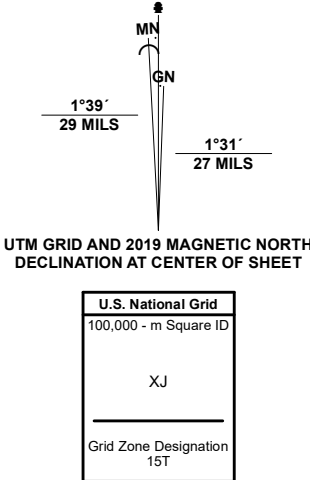 MN
GN
1°39´
29 MILS
1°31´
27 MILS
UTM GRID AND 2019 MAGNETIC NORTH
DECLINATION AT CENTER OF SHEET
U.S. National Grid
100,000 - m Square ID
XJ
Grid Zone Designation
15T